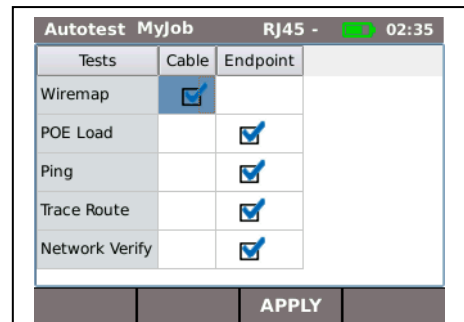 Autotest MyJob RJ45 - 02:35
Tests Cable Endpoint
Wiremap
POE Load
Ping
Trace Route
Network Verify
APPLY